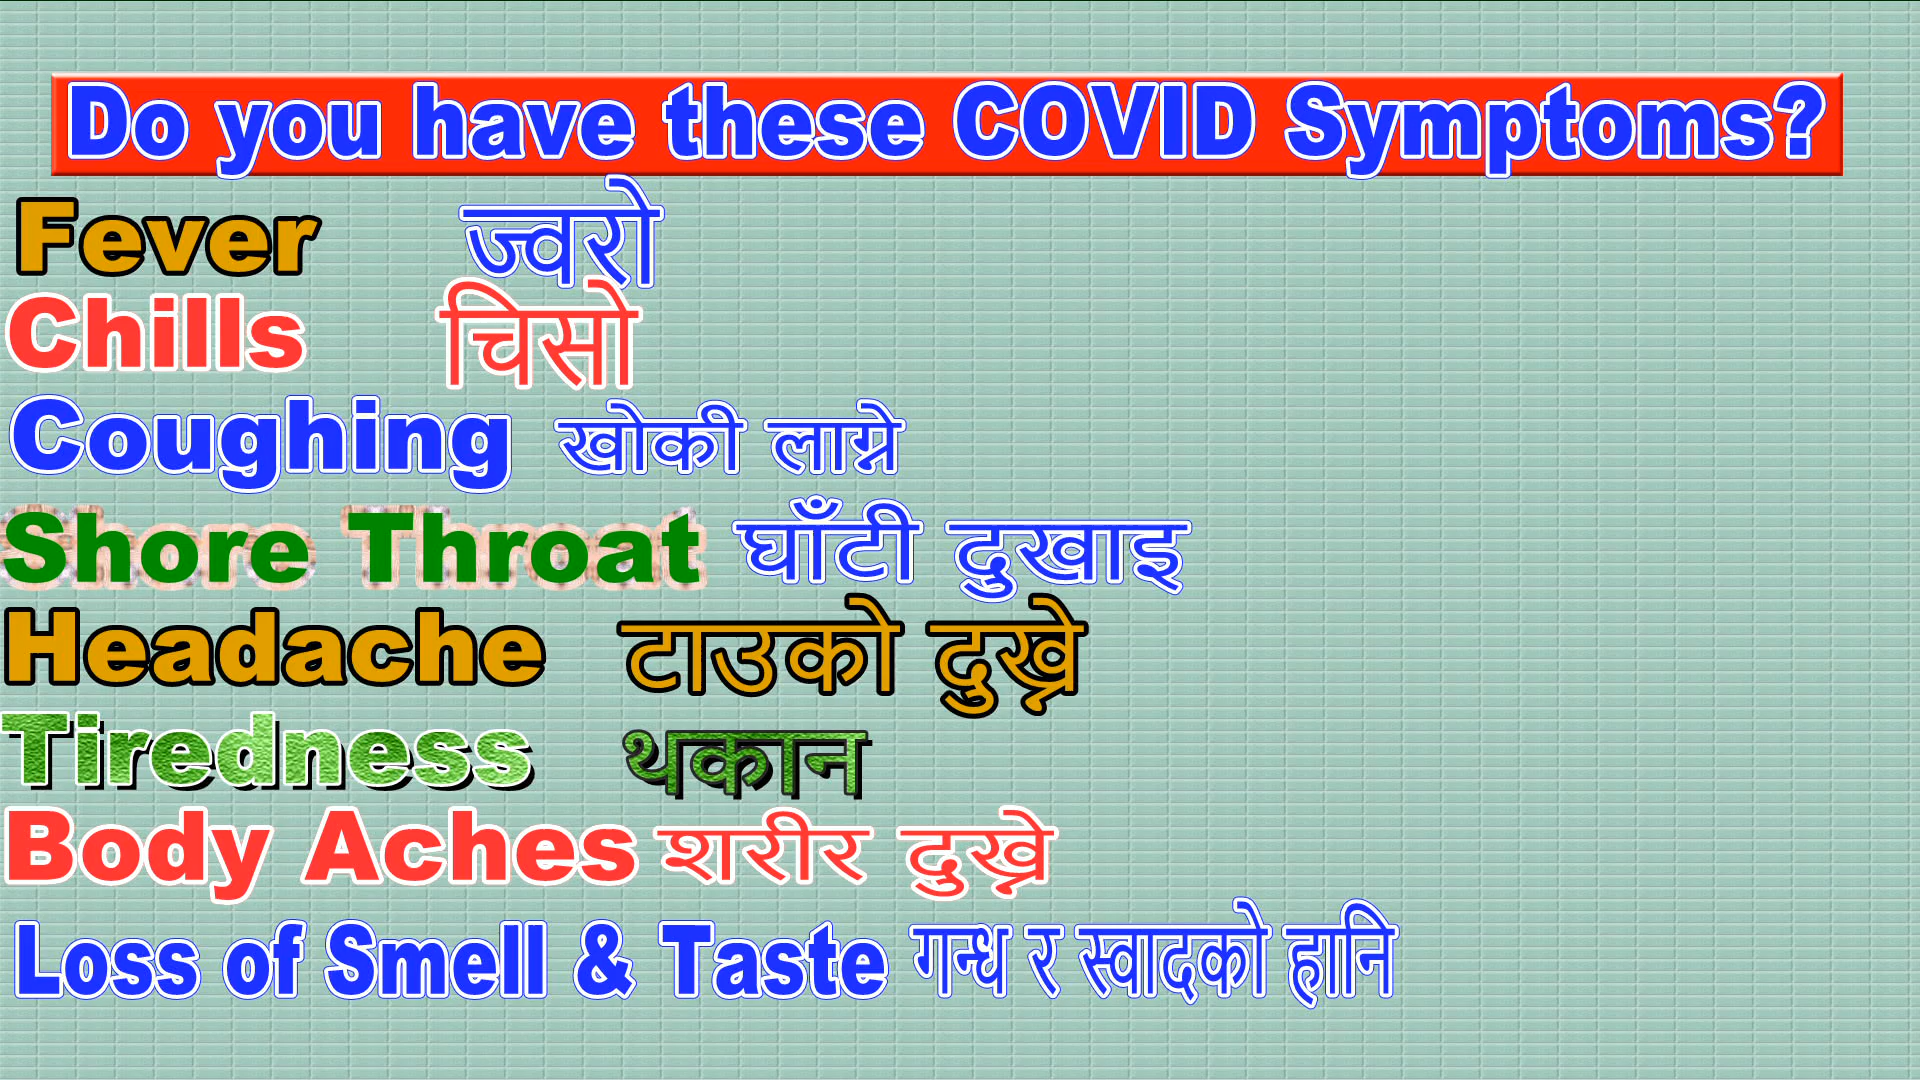 Do you have these COVID Symptoms?
Fever ज्वरो
Chills चिसो
Coughing खोकी लाग्ने
Shore Throat घाँटी दुखाइ
Headache टाउको दुख्ने
Tiredness थकान
Body Aches शरीर दुख्ने
Loss of Smell & Taste गन्ध र स्वादको हानि